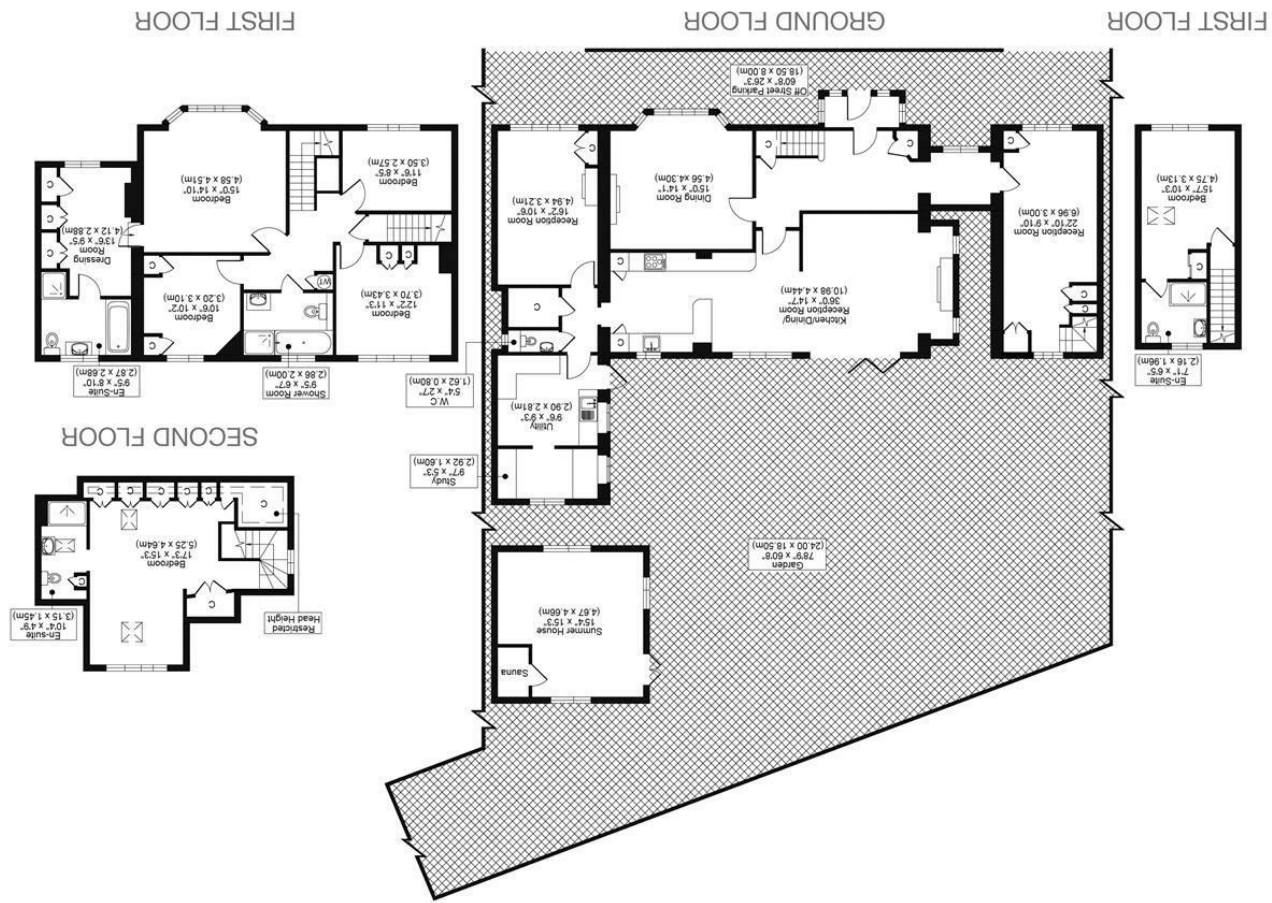 Sauna
Summer House
15'4" x 15'3"
(4.67 x 4.66m)
Garden
78'9" x 60'8"
(24.00 x 18.50m)
Restricted
Head Height
C
Bedroom
17'3" x 15'3"
(5.25 x 4.64m)
C
C
C
C
C
C
En-suite
10'4" x 4'9"
(3.15 x 1.45m)
C
SECOND FLOOR
En-Suite
7'1" x 6'5"
(2.16 x 1.96m)
C
Bedroom
15'7" x 10'3"
(4.75 x 3.13m)
FIRST FLOOR
C
C
Reception Room
22'10" x 9'10"
(6.96 x 3.00m)
C
Kitchen/Dining/
Reception Room
36'0" x 14'7"
(10.98 x 4.44m)
C
C
C
Dining Room
15'0" x 14'1"
(4.56 x4.30m)
Study
9'7" x 5'3"
(2.92 x 1.60m)
Utility
9'6" x 9'3"
(2.90 x 2.81m)
W.C
5'4" x 2'7"
(1.62 x 0.80m)
C
Reception Room
16'2" x 10'6"
(4.94 x 3.21m)
C
Off Street Parking
60'8" x 26'3"
(18.50 x 8.00m)
GROUND FLOOR
Shower Room
9'5" x 6'7"
(2.86 x 2.00m)
En-Suite
9'5" x 8'10"
(2.87 x 2.68m)
Bedroom
12'2" x 11'3"
(3.70 x 3.43m)
C
C
WT
C
Bedroom
10'6" x 10'2"
(3.20 x 3.10m)
C
Dressing
Room
13'6" x 9'5"
(4.12 x 2.88m)
C
C
C
Bedroom
11'6" x 8'5"
(3.50 x 2.57m)
Bedroom
15'0" x 14'10"
(4.58 x 4.51m)
FIRST FLOOR